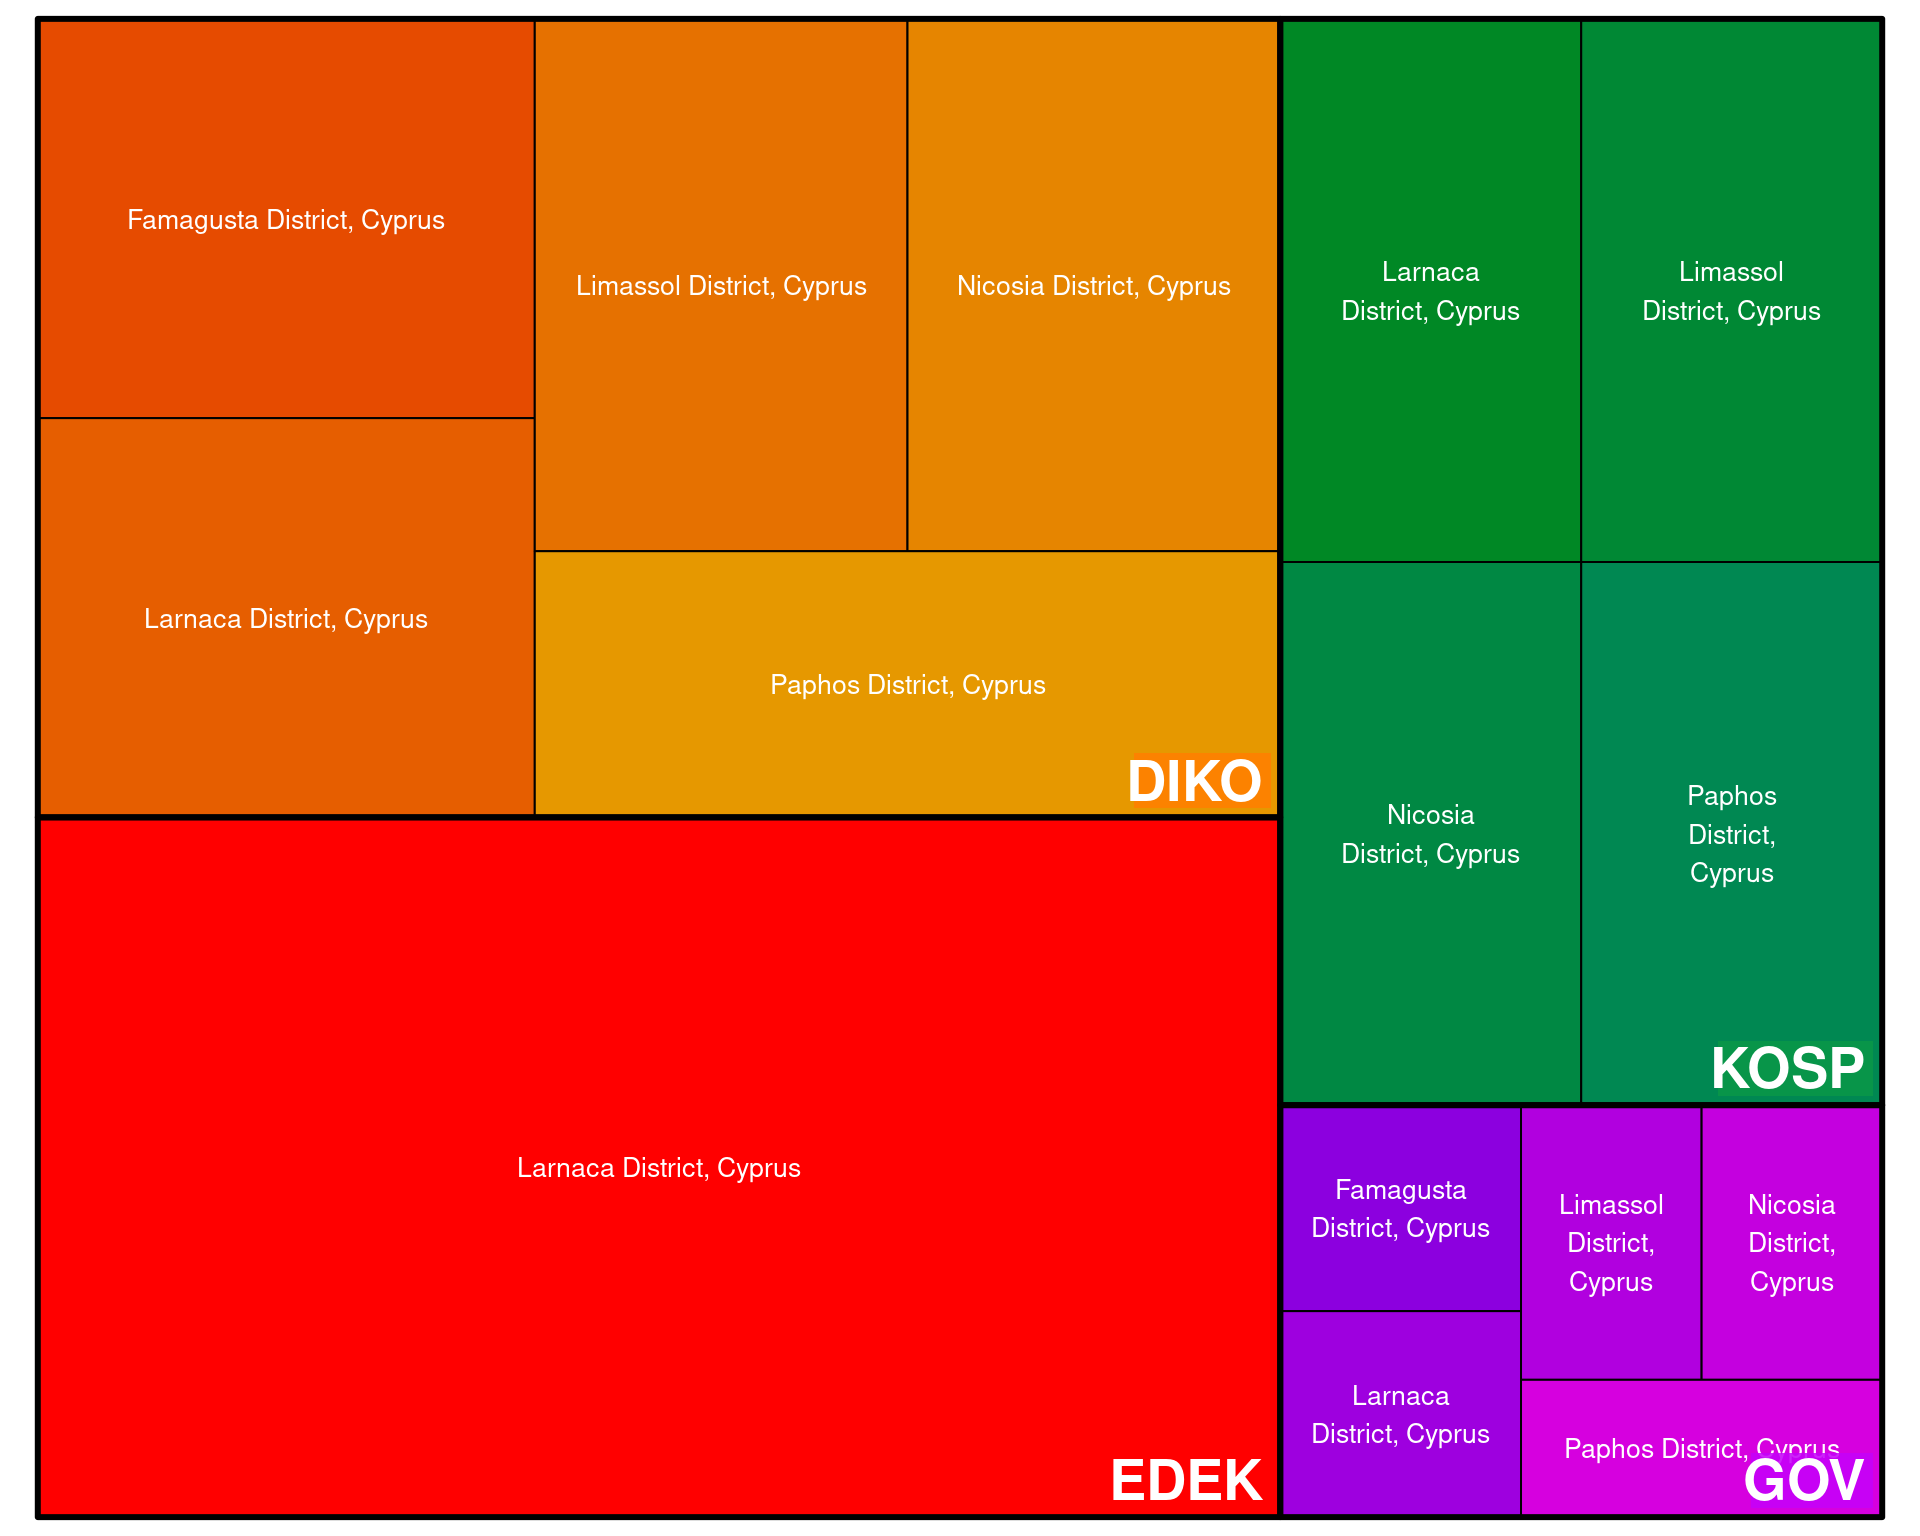 Famagusta District, Cyprus
Limassol District, Cyprus
Nicosia District, Cyprus
Larnaca District, Cyprus
Paphos District, Cyprus
DIKO
Larnaca
District, Cyprus
Limassol
District, Cyprus
Nicosia
District, Cyprus
Paphos
District,
Cyprus
KOSP
Larnaca District, Cyprus
EDEK
Famagusta
District, Cyprus
Limassol
District,
Cyprus
Nicosia
District,
Cyprus
Larnaca
District, Cyprus
Paphos District, Cyprus
GOV